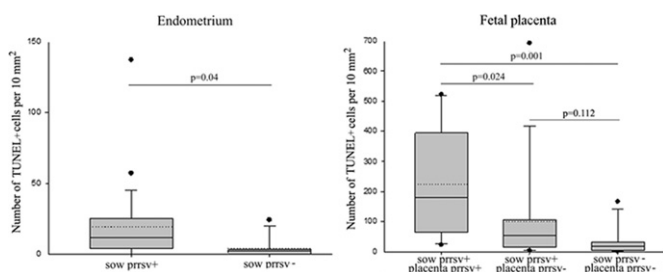 Endometrium
Number of TUNEL+ cells per 10 mm²
150
100
50
0
p=0.04
sow prrsv+
sow prrsv-
Fetal placenta
Number of TUNEL+cells per 10 mm²
700
600
500
400
300
200
100
0
p=0.001
p=0.024
p=0.112
sow prrsv+
placenta prrsv+
sow prrsv+
placenta prrsv-
sow prrsv-
placenta prrsv-